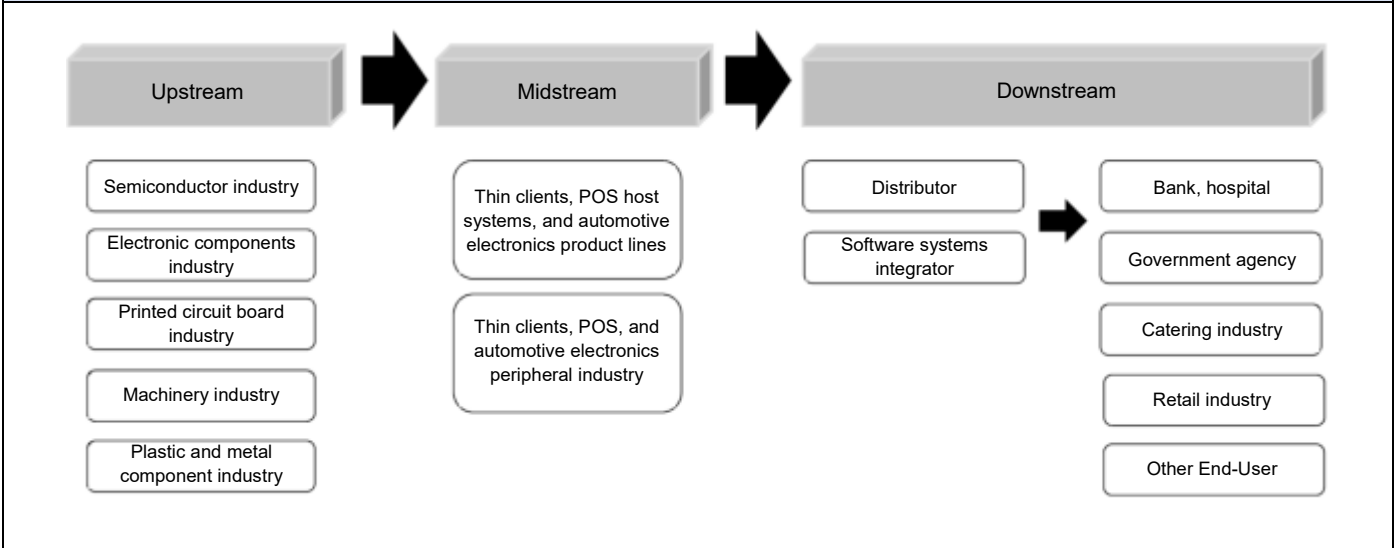 Upstream
Midstream
Downstream
Semiconductor industry
Electronic components
industry
Printed circuit board
industry
Machinery industry
Plastic and metal
component industry
Thin clients, POS host
systems, and automotive
electronics product lines
Thin clients, POS, and
automotive electronics
peripheral industry
Distributor
Software systems
integrator
Bank, hospital
Government agency
Catering industry
Retail industry
Other End-User